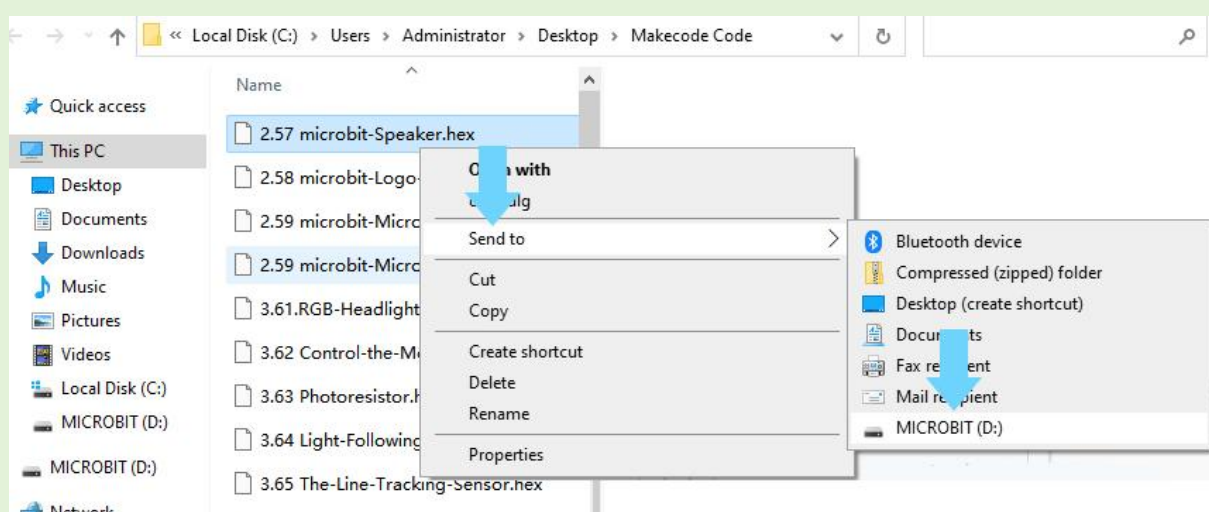 « Local Disk (C:) › Users › Administrator › Desktop › Makecode Code
Name
Quick access
This PC
Desktop
Documents
Downloads
Music
Pictures
Videos
Local Disk (C:)
MICROBIT (D:)
MICROBIT (D:)
Network
2.57 microbit-Speaker.hex
2.58 microbit-Logo-
2.59 microbit-Micro
2.59 microbit-Micro
3.61.RGB-Headlight
3.62 Control-the-M
3.63 Photoresistor.h
3.64 Light-Following
3.65 The-Line-Tracking-Sensor.hex
with
Send to
Cut
Copy
Create shortcut
Delete
Rename
Properties
Bluetooth device
Compressed (zipped) folder
Desktop (create shortcut)
Documents
Fax recipient
Mail recipient
MICROBIT (D:)